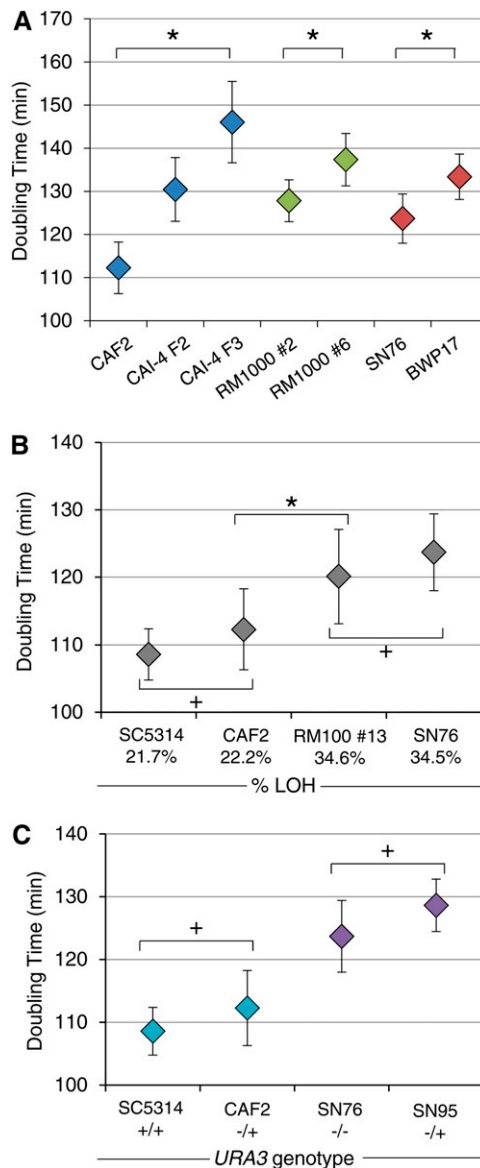 A
170
160
150
140
130
120
110
100
Doubling Time (min)
*
*
*
CAF2
CAI-4 F2
CAI-4 F3
RM1000 #2
RM1000 #6
SN76
BWP17
B
140
130
120
110
100
Doubling Time (min)
*
+
+
SC5314 CAF2 RM100 #13 SN76
21.7% 22.2% 34.6% 34.5%
% LOH
C
140
130
120
110
100
Doubling Time (min)
+
+
SC5314 CAF2 SN76 SN95
+/+ -/+ -/- -/+
URA3 genotype